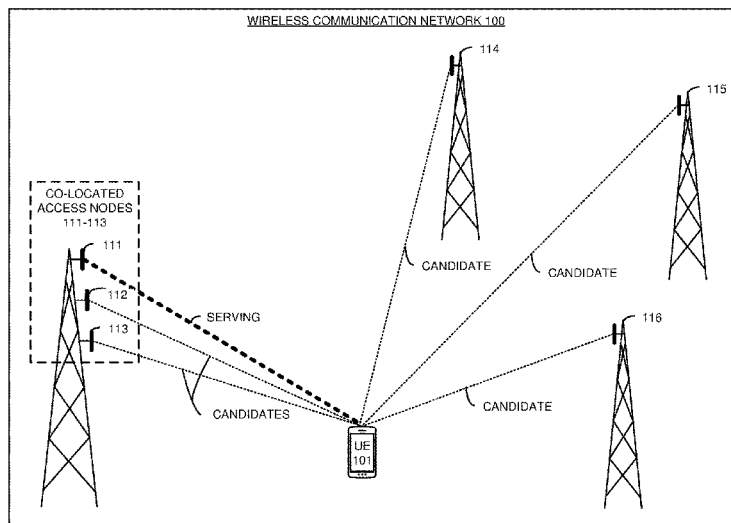 WIRELESS COMMUNICATION NETWORK 100
114
115
CO-LOCATED
ACCESS NODES
111-113
111
112
113
SERVING
CANDIDATE
CANDIDATE
116
CANDIDATE
CANDIDATES
UE
101